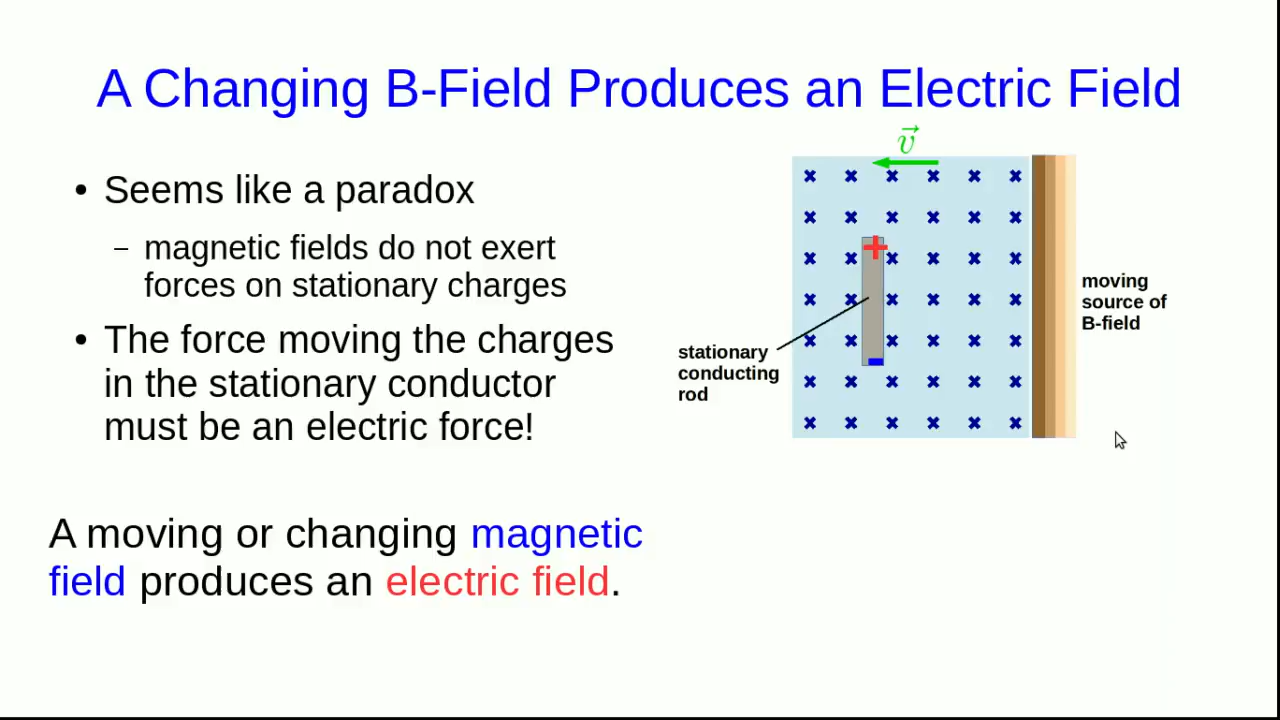 A Changing B-Field Produces an Electric Field
• Seems like a paradox
– magnetic fields do not exert
forces on stationary charges
• The force moving the charges
in the stationary conductor
must be an electric force!
A moving or changing magnetic
field produces an electric field.
v⃗
+
-
stationary
conducting
rod
moving
source of
B-field